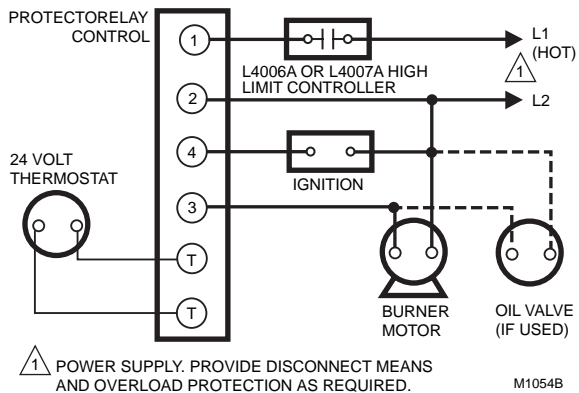 PROTECTORELAY
CONTROL
1
L1
(HOT)
1
L4006A OR L4007A HIGH
LIMIT CONTROLLER
2
L2
24 VOLT
THERMOSTAT
4
IGNITION
3
T
T
BURNER
MOTOR
OIL VALVE
(IF USED)
1 POWER SUPPLY. PROVIDE DISCONNECT MEANS
AND OVERLOAD PROTECTION AS REQUIRED.
M1054B